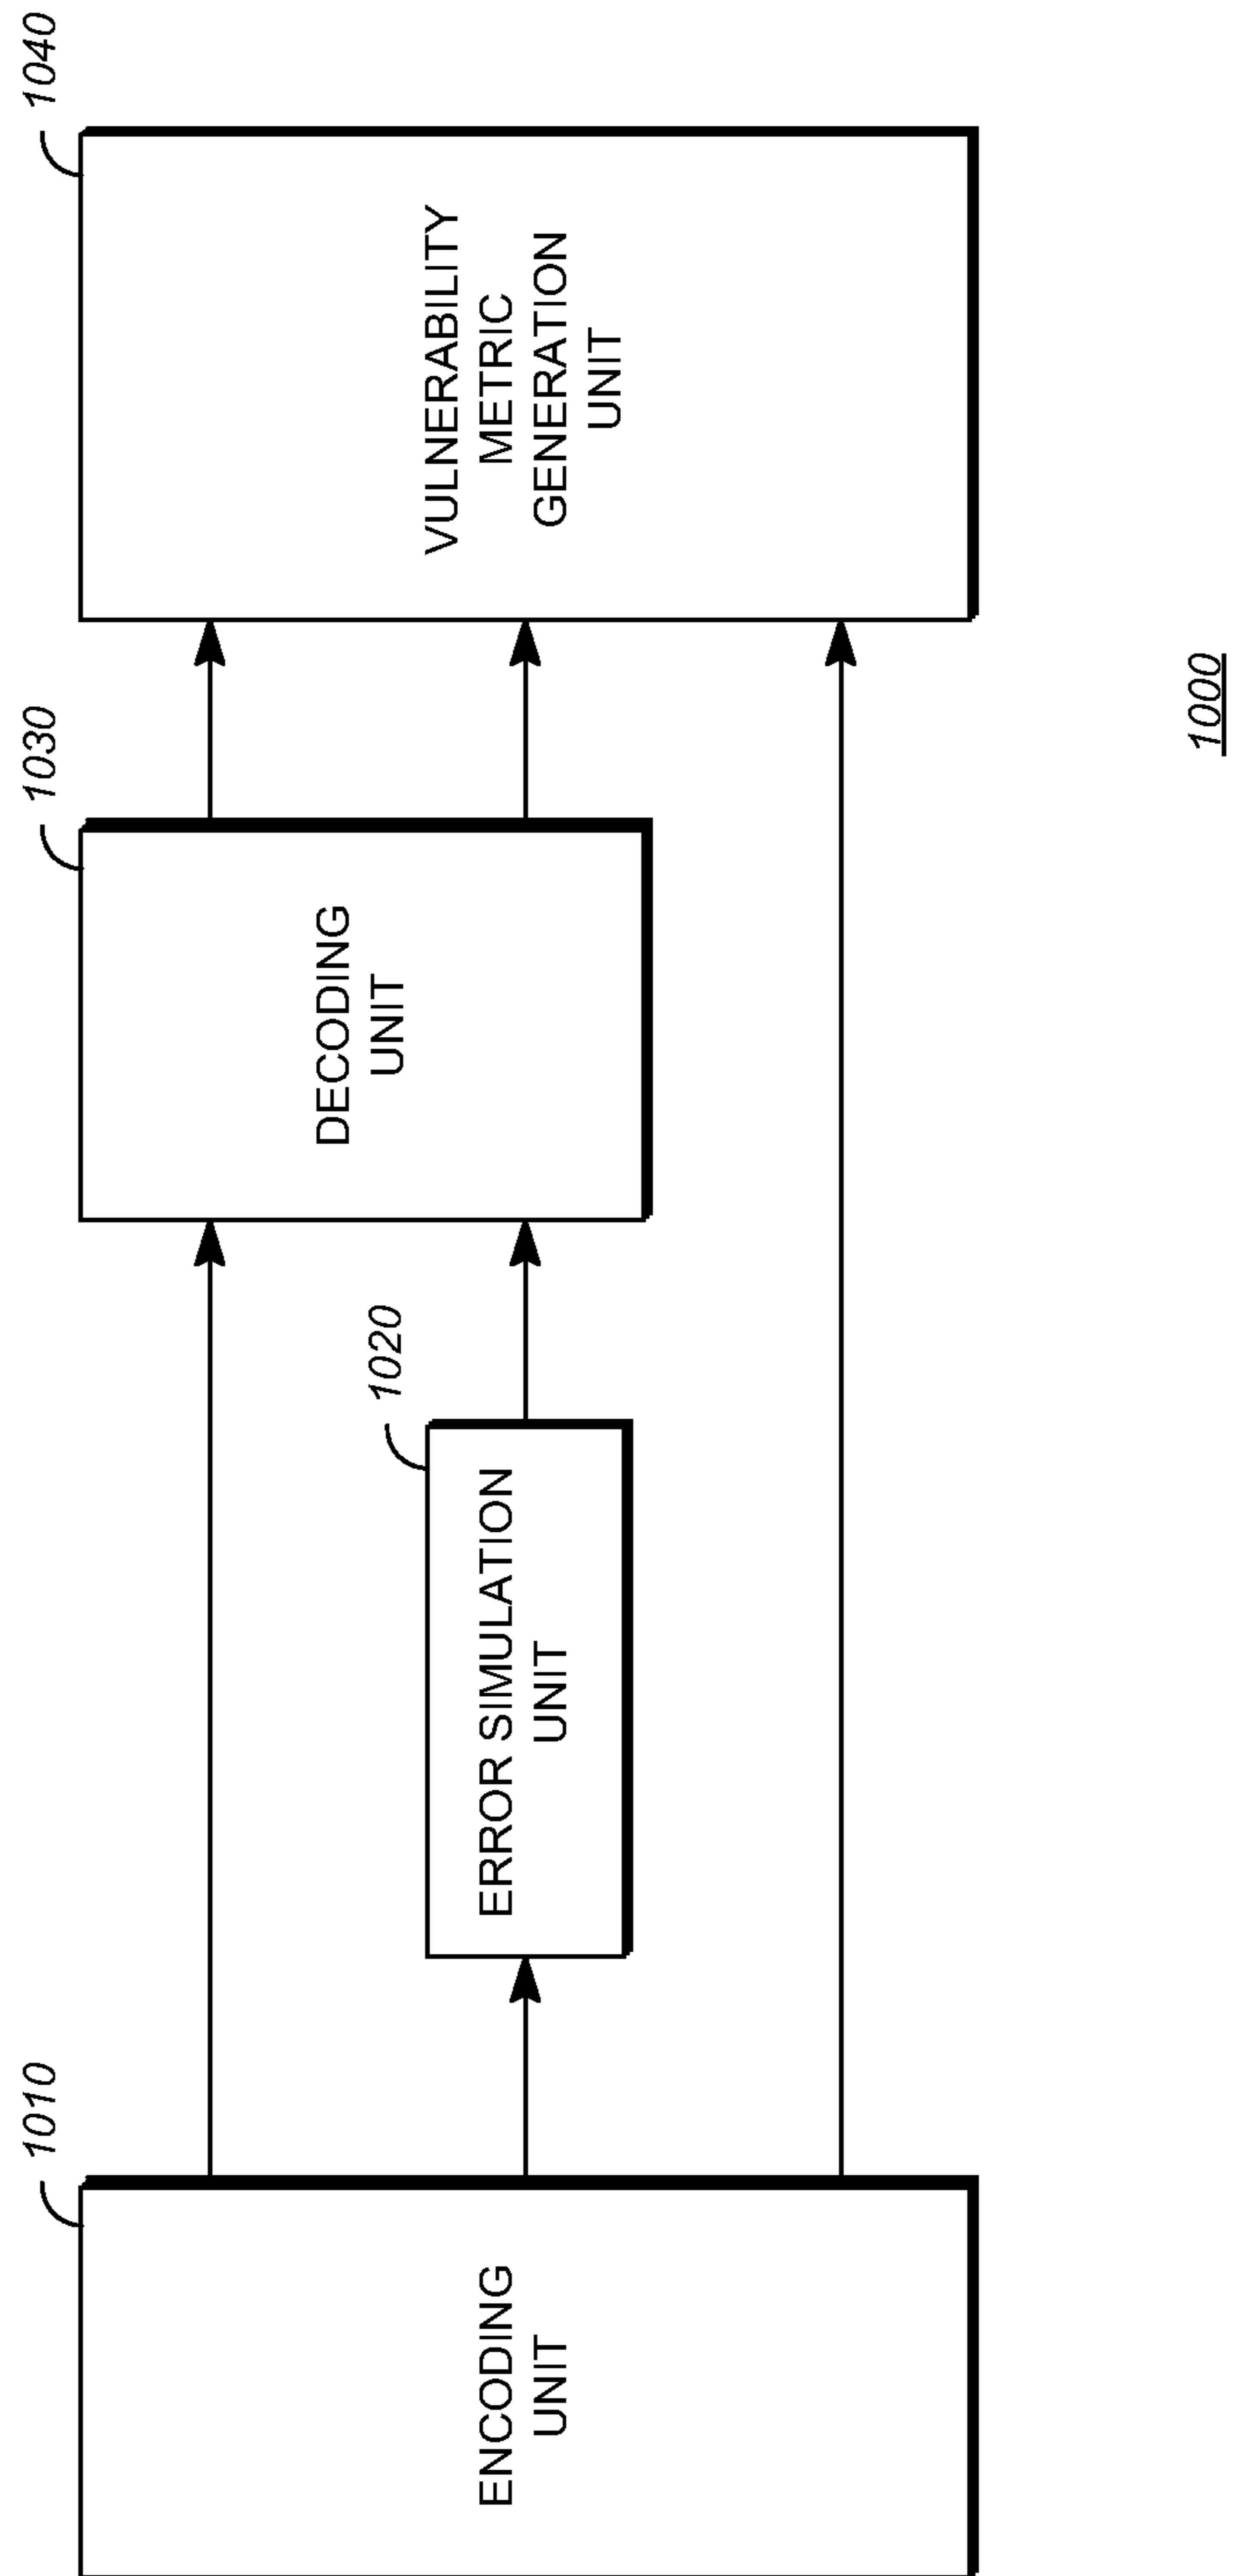 1010
ENCODING
UNIT
1020
ERROR SIMULATION
UNIT
1030
DECODING
UNIT
1040
VULNERABILITY
METRIC
GENERATION
UNIT
1000